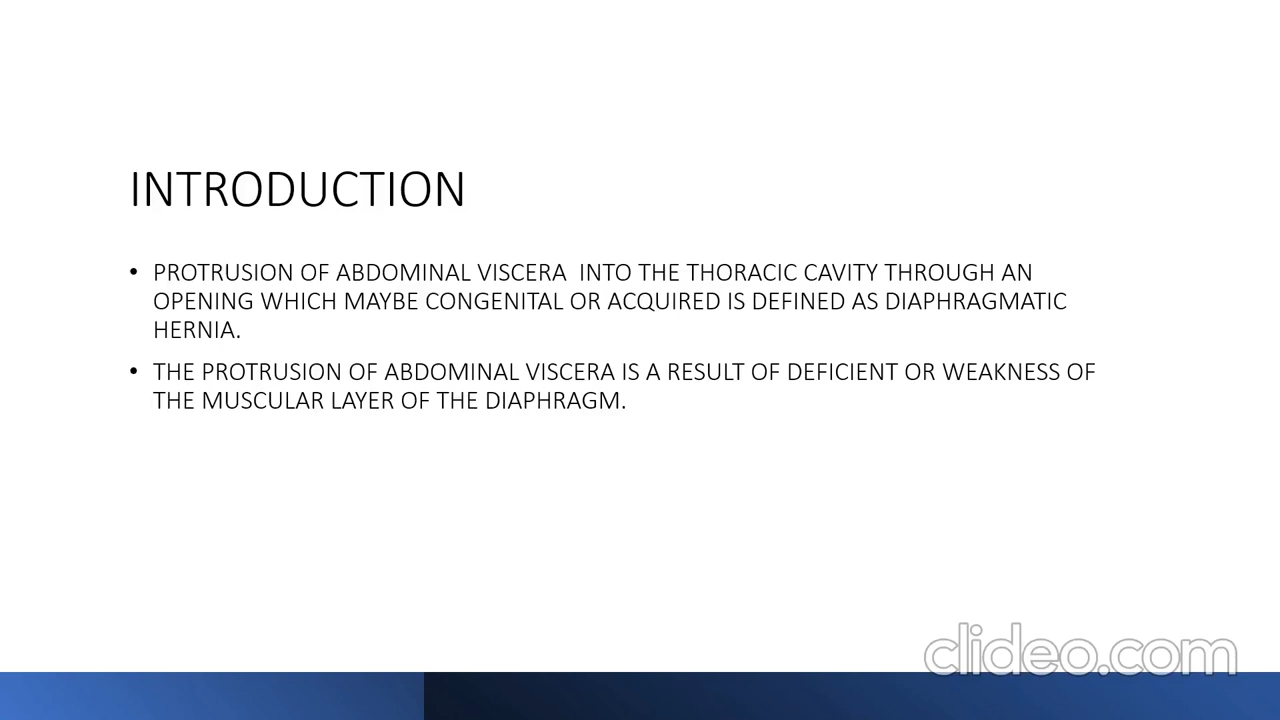 INTRODUCTION
• PROTRUSION OF ABDOMINAL VISCERA  INTO THE THORACIC CAVITY THROUGH AN
OPENING WHICH MAYBE CONGENITAL OR ACQUIRED IS DEFINED AS DIAPHRAGMATIC
HERNIA.
• THE PROTRUSION OF ABDOMINAL VISCERA IS A RESULT OF DEFICIENT OR WEAKNESS OF
THE MUSCULAR LAYER OF THE DIAPHRAGM.
clideo.com